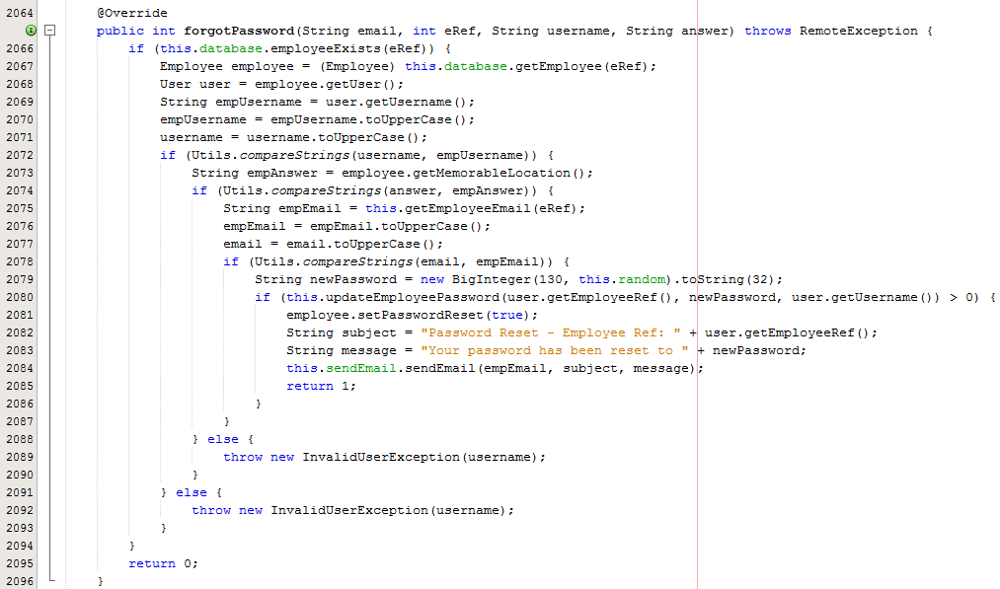 2064 @Override
public int forgotPassword(String email, int eRef, String username, String answer) throws RemoteException {
2066 if (this.database.employeeExists(eRef)) {
2067 Employee employee = (Employee) this.database.getEmployee(eRef);
2068 User user = employee.getUser();
2069 String empUsername = user.getUsername();
2070 empUsername = empUsername.toUpperCase();
2071 username = username.toUpperCase();
2072 if (Utils.compareStrings(username, empUsername)) {
2073 String empAnswer = employee.getMemorableLocation();
2074 if (Utils.compareStrings(answer, empAnswer)) {
2075 String empEmail = this.getEmployeeEmail(eRef);
2076 empEmail = empEmail.toUpperCase();
2077 email = email.toUpperCase();
2078 if (Utils.compareStrings(email, empEmail)) {
2079 String newPassword = new BigInteger(130, this.random).toString(32);
2080 if (this.updateEmployeePassword(user.getEmployeeRef(), newPassword, user.getUsername()) > 0) {
2081 employee.setPasswordReset(true);
2082 String subject = "Password Reset - Employee Ref: " + user.getEmployeeRef();
2083 String message = "Your password has been reset to " + newPassword;
2084 this.sendEmail.sendEmail(empEmail, subject, message);
2085 return 1;
2086 }
2087 }
2088 } else {
2089 throw new InvalidUserException(username);
2090 }
2091 } else {
2092 throw new InvalidUserException(username);
2093 }
2094 }
2095 return 0;
2096 }